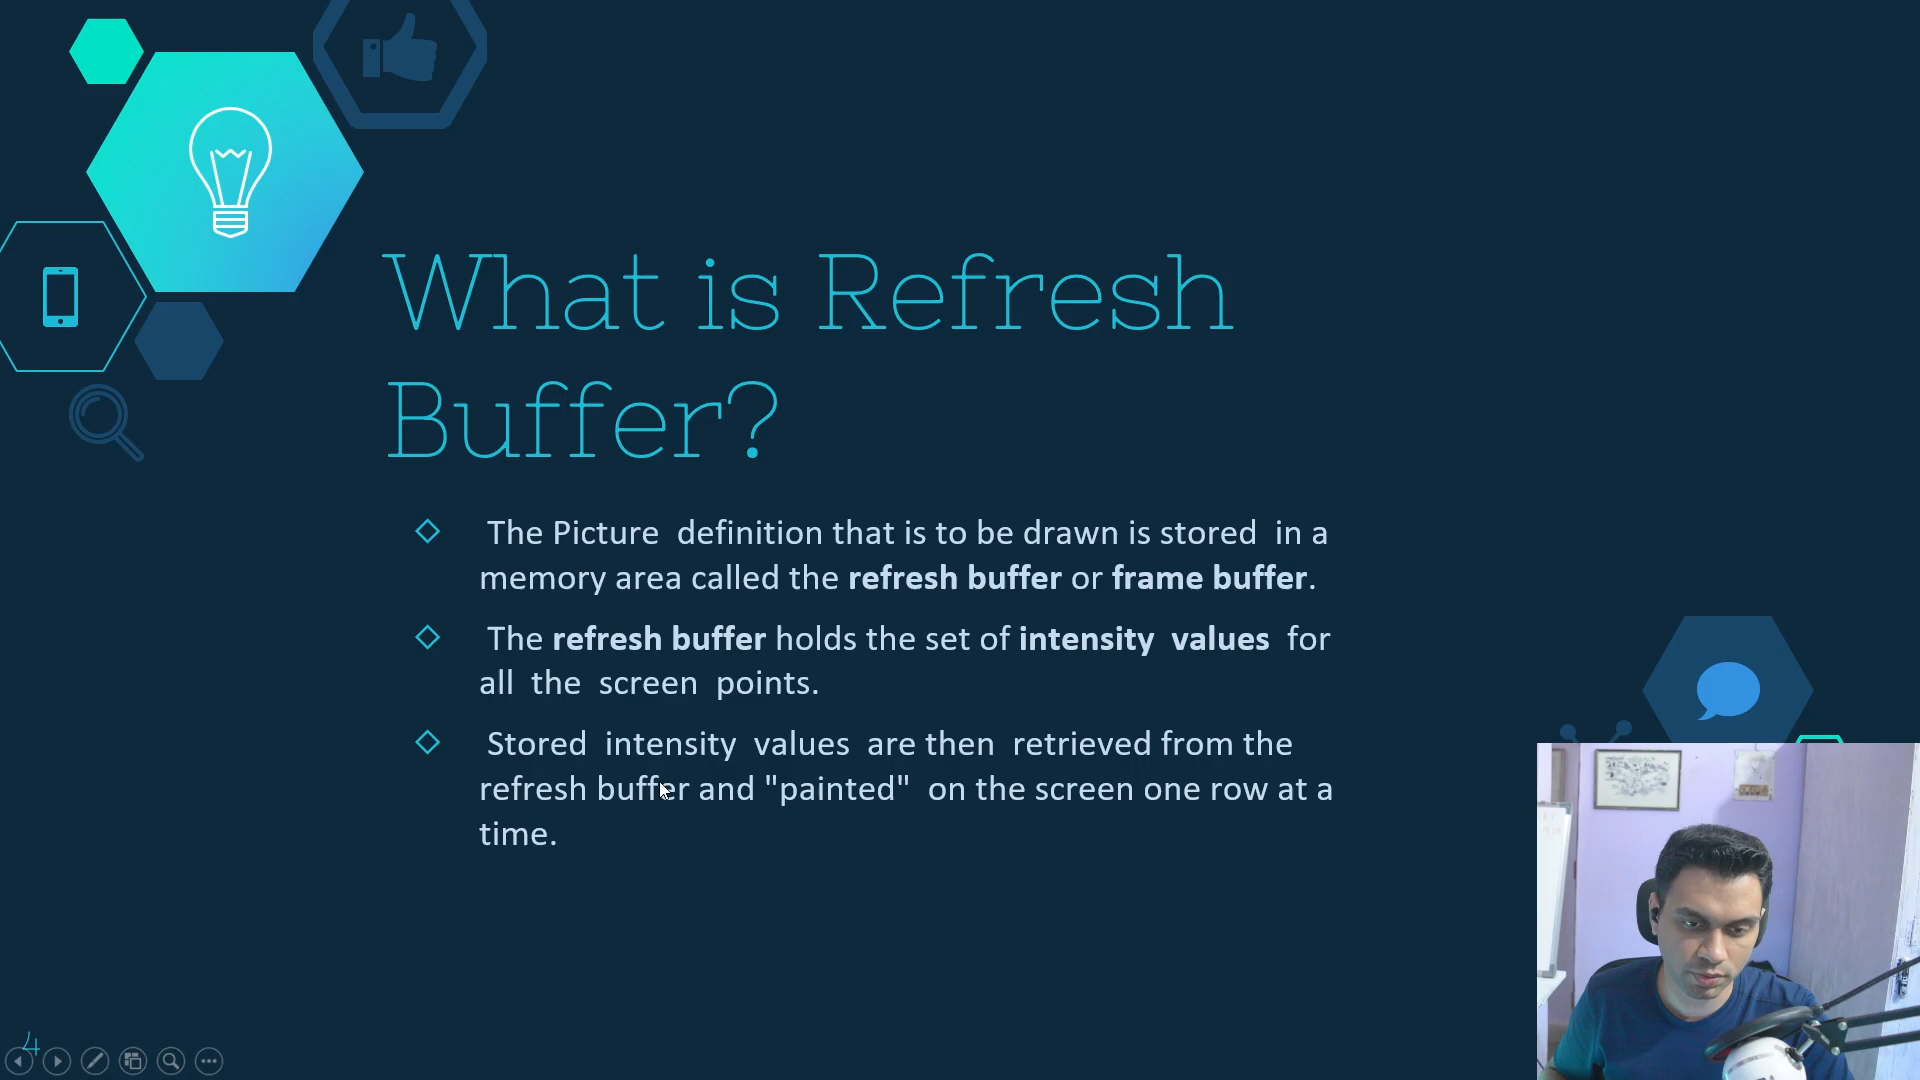 What is Refresh
Buffer?
The Picture definition that is to be drawn is stored in a
memory area called the refresh buffer or frame buffer.
The refresh buffer holds the set of intensity values for
all the screen points.
Stored intensity values are then retrieved from the
refresh buffer and "painted" on the screen one row at a
time.
4